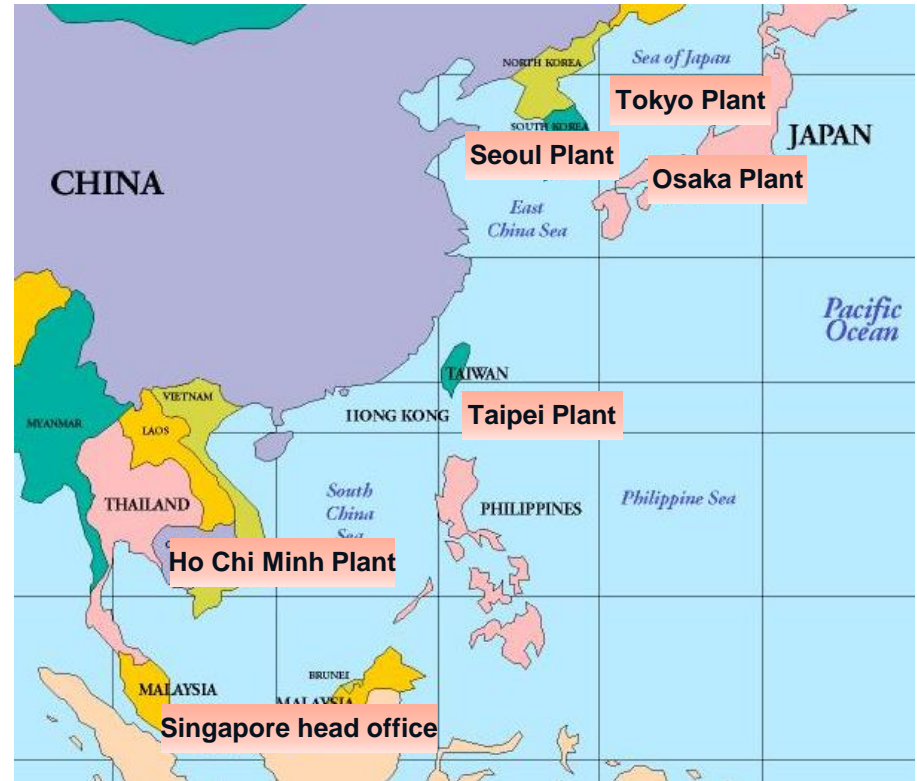 Sea of Japan
NORTH KOREA
Tokyo Plant
SOUTH KOREA
JAPAN
Seoul Plant
Osaka Plant
CHINA
East
China Sea
Pacific
Ocean
TAIWAN
VIETNAM
HONG KONG
Taipei Plant
MYANMAR
LAOS
South
China
Sea
Philippine Sea
THAILAND
PHILIPPINES
Ho Chi Minh Plant
BRUNEI
MALAYSIA
MALAYSIA
Singapore head office